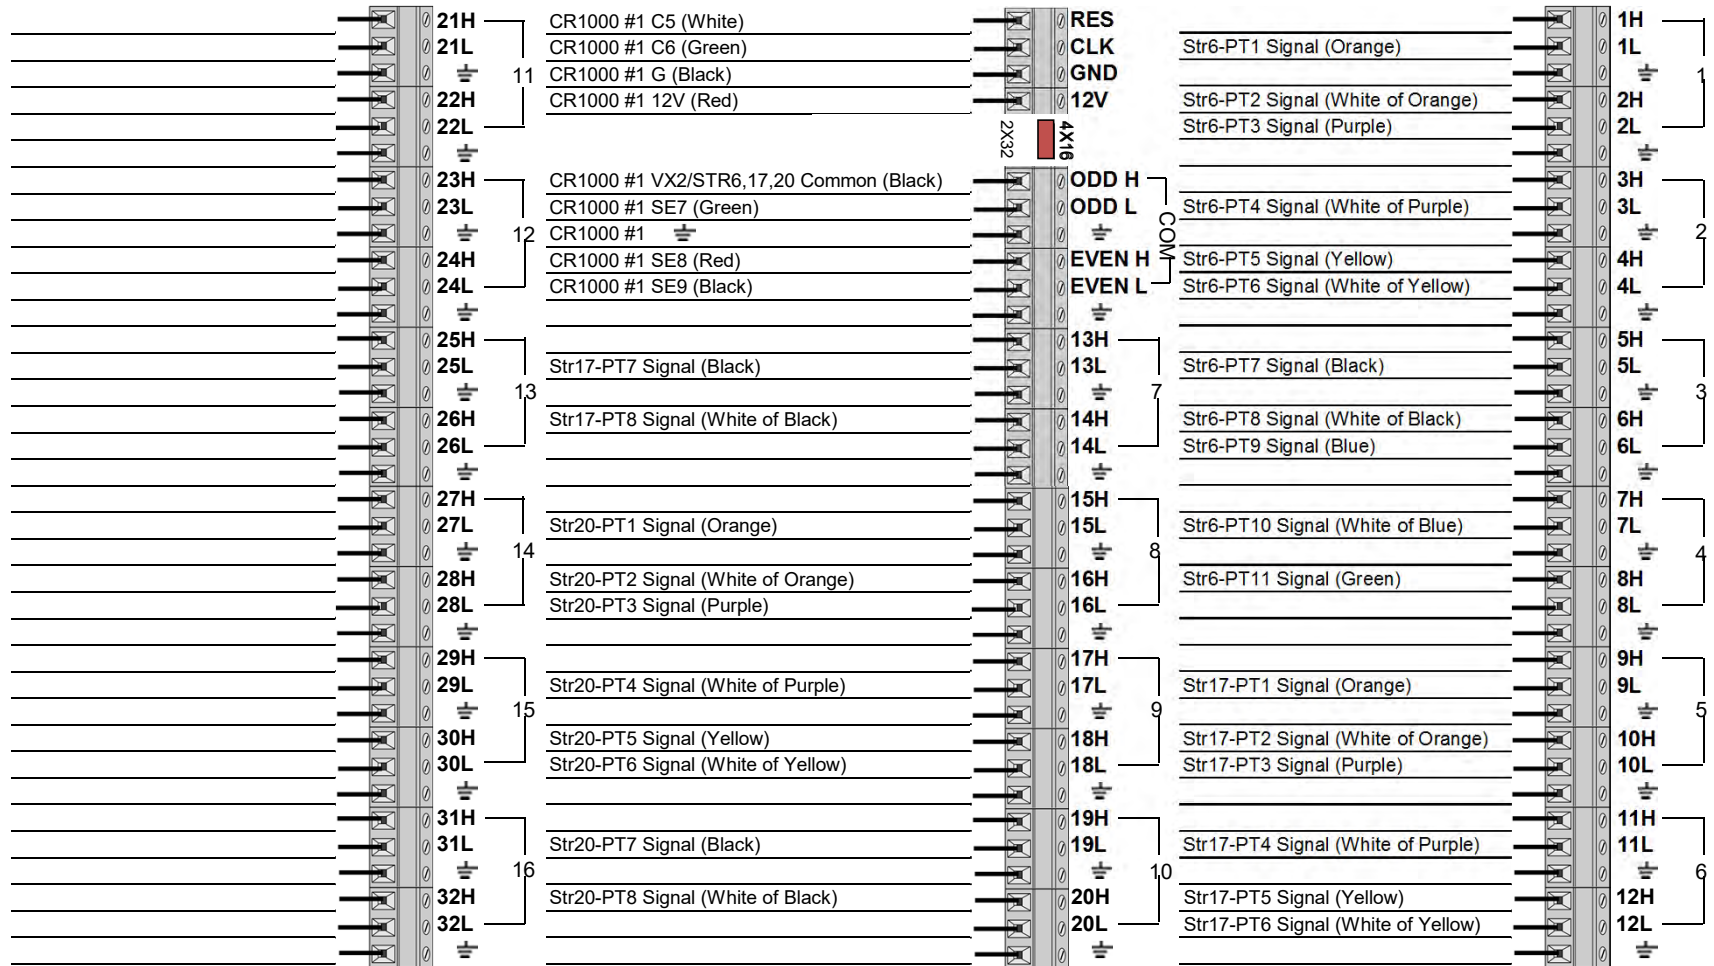 21H
21L
22H
22L
11
23H
23L
24H
24L
12
25H
25L
26H
26L
13
27H
27L
28H
28L
14
29H
29L
30H
30L
15
31H
31L
32H
32L
16
CR1000 #1 C5 (White) RES
CR1000 #1 C6 (Green) CLK
CR1000 #1 G (Black) GND
CR1000 #1 12V (Red) 12V
2X32
4X16
CR1000 #1 VX2/STR6,17,20 Common (Black) ODD H
CR1000 #1 SE7 (Green) ODD L
CR1000 #1
CR1000 #1 SE8 (Red) EVEN H
CR1000 #1 SE9 (Black) EVEN L
COM
13H
Str17-PT7 Signal (Black) 13L
Str17-PT8 Signal (White of Black) 14H
14L
7
15H
Str20-PT1 Signal (Orange) 15L
Str20-PT2 Signal (White of Orange) 16H
Str20-PT3 Signal (Purple) 16L
8
17H
Str20-PT4 Signal (White of Purple) 17L
Str20-PT5 Signal (Yellow) 18H
Str20-PT6 Signal (White of Yellow) 18L
9
19H
Str20-PT7 Signal (Black) 19L
Str20-PT8 Signal (White of Black) 20H
20L
10
1H
Str6-PT1 Signal (Orange) 1L
Str6-PT2 Signal (White of Orange) 2H
Str6-PT3 Signal (Purple) 2L
1
3H
Str6-PT4 Signal (White of Purple) 3L
Str6-PT5 Signal (Yellow) 4H
Str6-PT6 Signal (White of Yellow) 4L
2
5H
Str6-PT7 Signal (Black) 5L
Str6-PT8 Signal (White of Black) 6H
Str6-PT9 Signal (Blue) 6L
3
7H
Str6-PT10 Signal (White of Blue) 7L
Str6-PT11 Signal (Green) 8H
8L
4
9H
Str17-PT1 Signal (Orange) 9L
Str17-PT2 Signal (White of Orange) 10H
Str17-PT3 Signal (Purple) 10L
5
11H
Str17-PT4 Signal (White of Purple) 11L
Str17-PT5 Signal (Yellow) 12H
Str17-PT6 Signal (White of Yellow) 12L
6